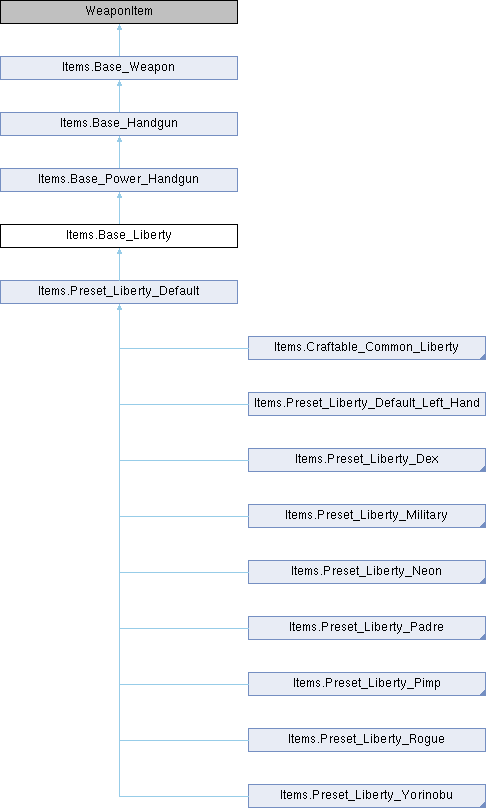 WeaponItem
Items.Base_Weapon
Items.Base_Handgun
Items.Base_Power_Handgun
Items.Base_Liberty
Items.Preset_Liberty_Default
Items.Craftable_Common_Liberty
Items.Preset_Liberty_Default_Left_Hand
Items.Preset_Liberty_Dex
Items.Preset_Liberty_Military
Items.Preset_Liberty_Neon
Items.Preset_Liberty_Padre
Items.Preset_Liberty_Pimp
Items.Preset_Liberty_Rogue
Items.Preset_Liberty_Yorinobu